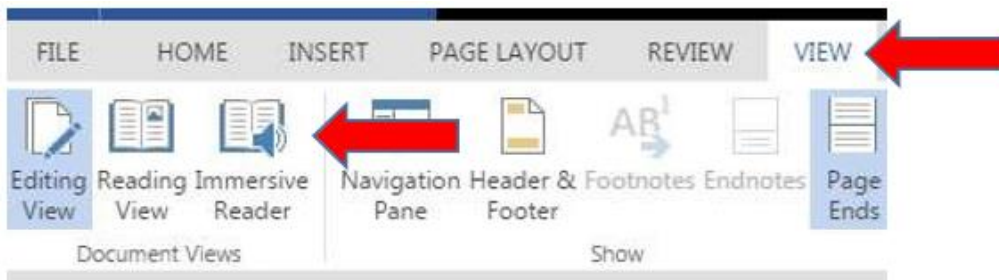 FILE HOME INSERT PAGE LAYOUT REVIEW VIEW
AB1
Editing Reading Immersive Navigation Header & Footnotes Endnotes Page
View View Reader Pane Footer Ends
Document Views Show